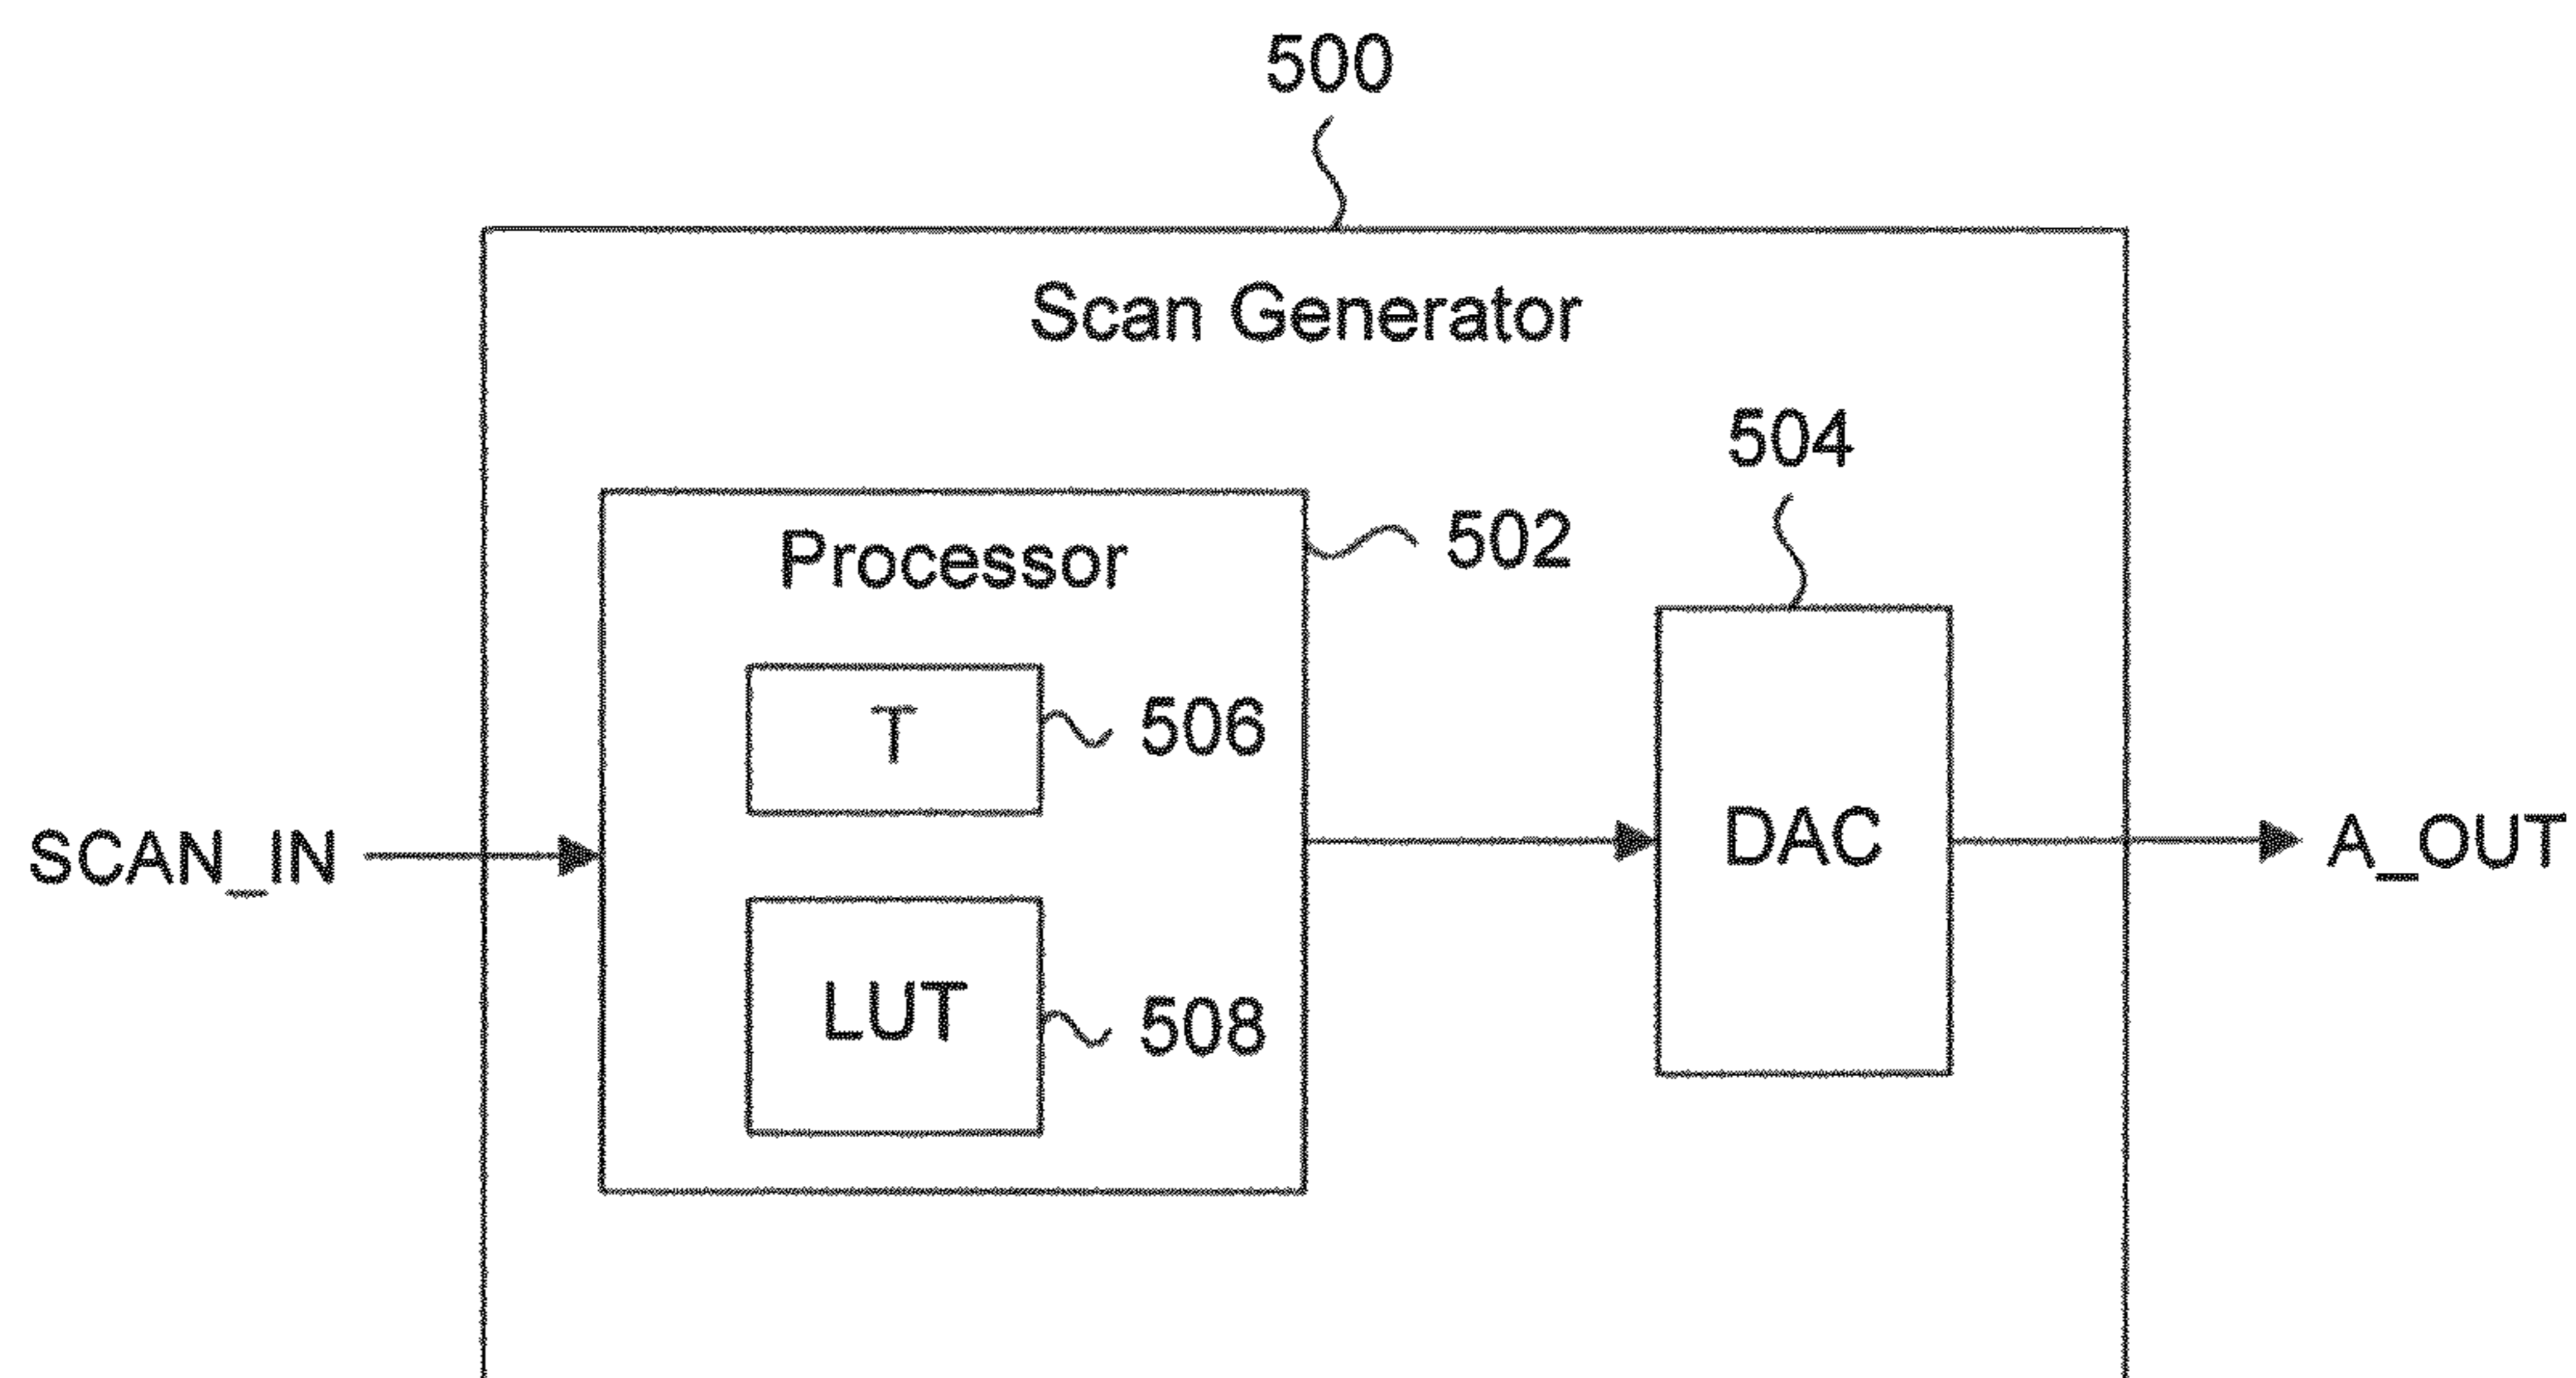 500
Scan Generator
504
Processor
502
T
506
SCAN_IN
DAC
A_OUT
LUT
508